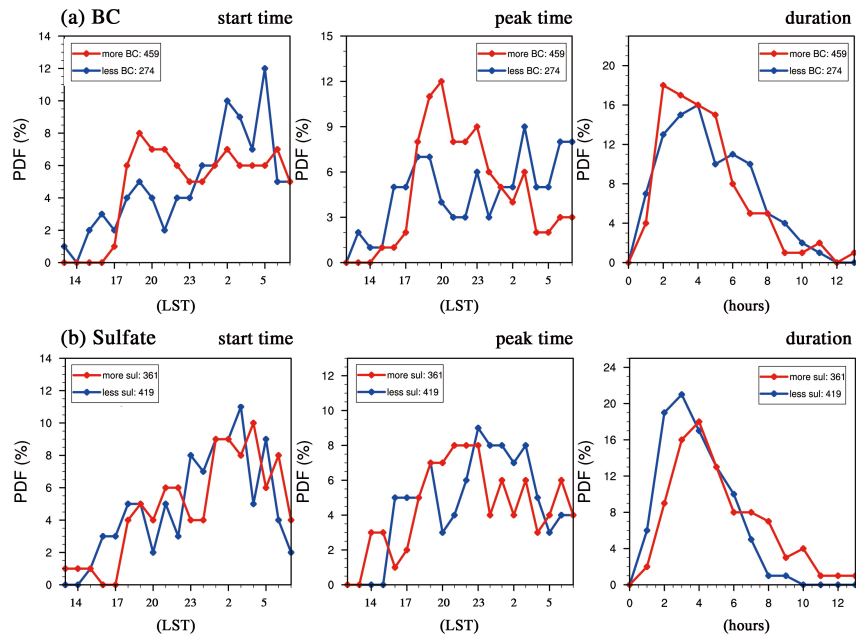 (a) BC
start time
peak time
duration
PDF (%)
14
12
10
8
6
4
2
0
more BC: 459
less BC: 274
14 17 20 23 2 5
(LST)
PDF (%)
15
12
9
6
3
0
more BC: 459
less BC: 274
14 17 20 23 2 5
(LST)
PDF (%)
20
16
12
8
4
0
more BC: 459
less BC: 274
0 2 4 6 8 10 12
(hours)
(b) Sulfate
start time
peak time
duration
PDF (%)
14
12
10
8
6
4
2
0
more sul: 361
less sul: 419
14 17 20 23 2 5
(LST)
PDF (%)
12
10
8
6
4
2
0
more sul: 361
less sul: 419
14 17 20 23 2 5
(LST)
PDF (%)
24
20
16
12
8
4
0
more sul: 361
less sul: 419
0 2 4 6 8 10 12
(hours)